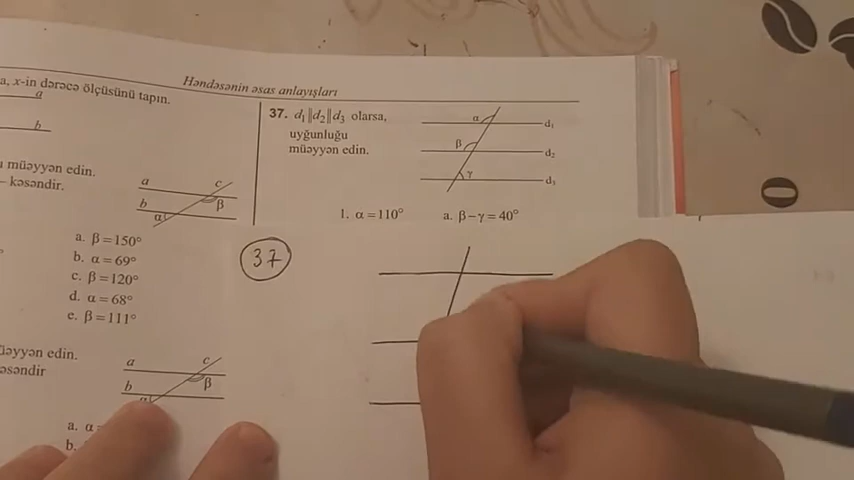 Həndəsənin əsas anlayışları
a, x-in dərəcə ölçüsünü tapın.
a
b
müəyyən edin.
– kəsəndir.
a
c
b
β
α
a. β=150°
b. α=69°
c. β=120°
d. α=68°
e. β=111°
müəyyən edin.
əsəndir
a
c
b
β
α
a. α=
b.
37. d₁∥d₂∥d₃ olarsa,
uyğunluğu
müəyyən edin.
α
d₁
β
d₂
γ
d₃
1. α=110° a. β−γ=40°
37